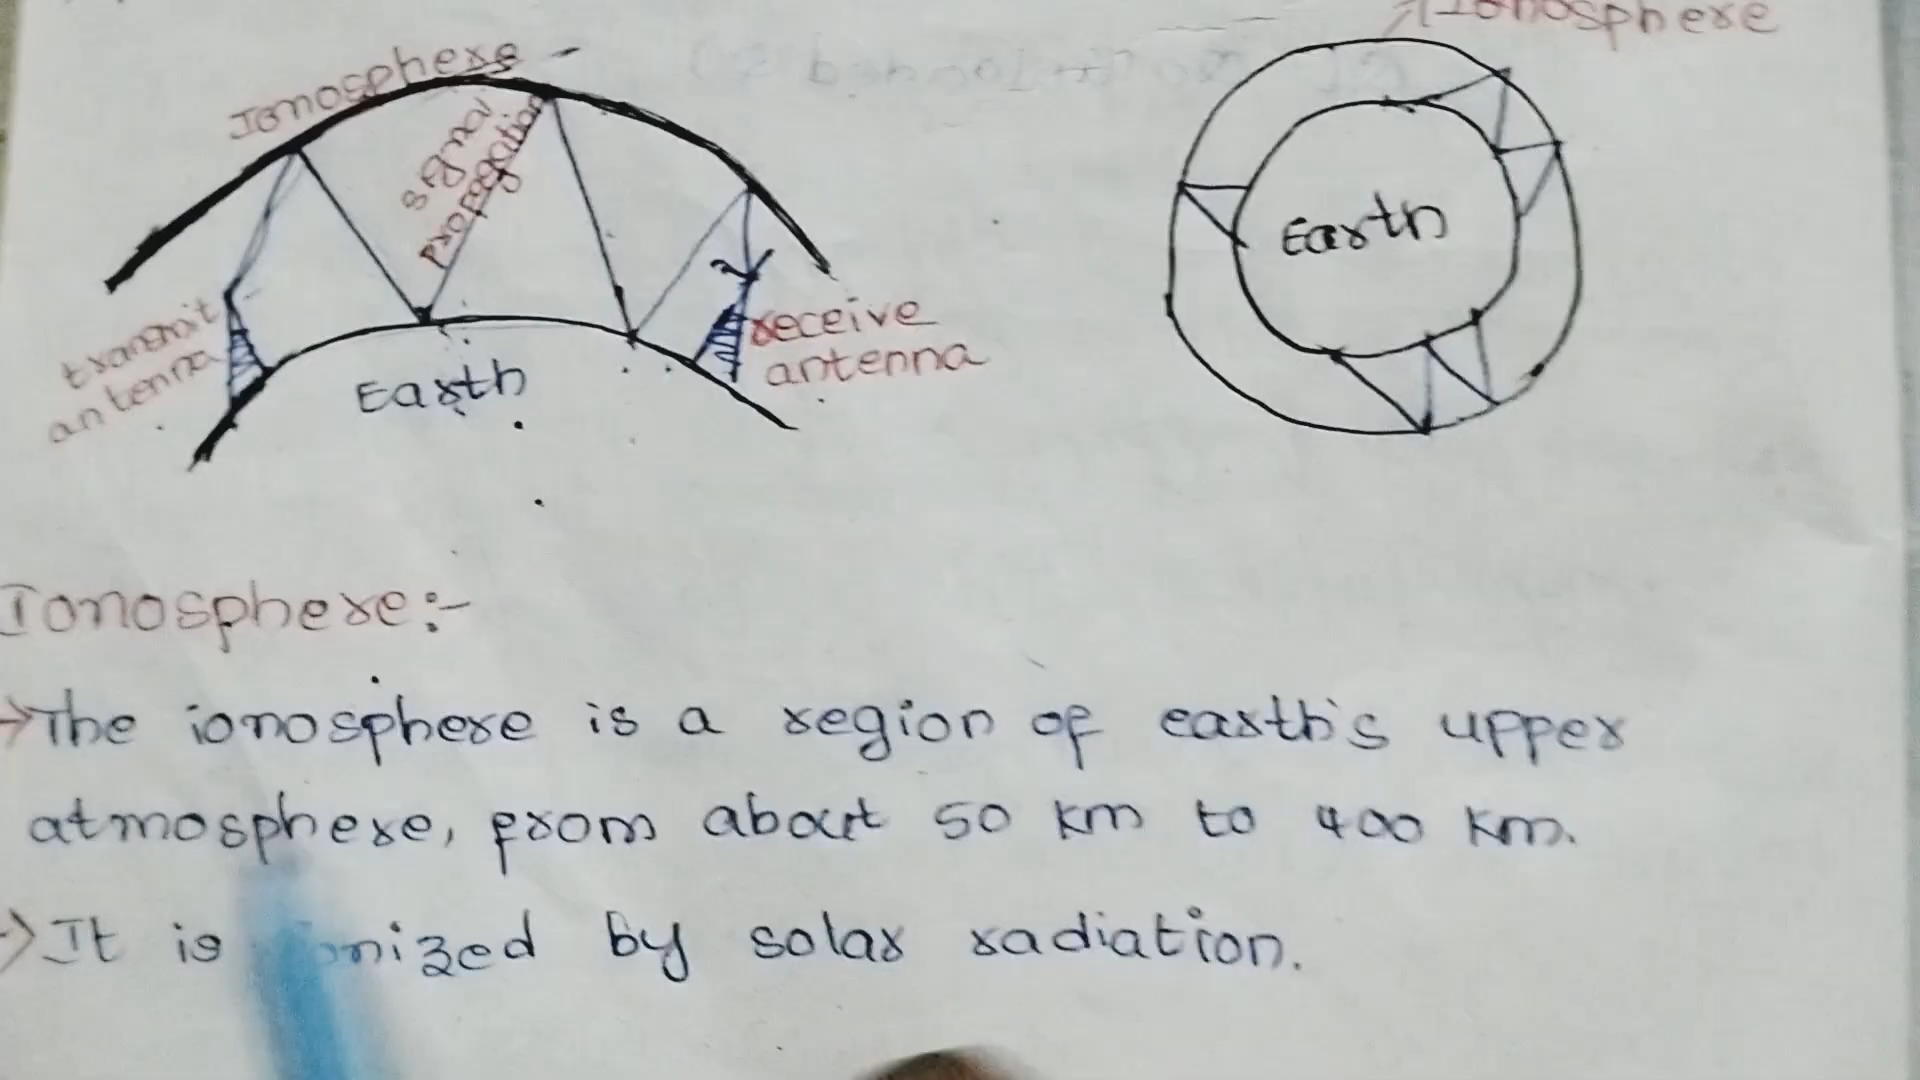 Ionosphere
Ionosphere
signal
propagation
Earth
transmit
antenna
receive
antenna
Earth
Ionosphere:-
→The ionosphere is a region of earth's upper
atmosphere, from about 50 km to 400 km.
→It is onized by solar radiation.